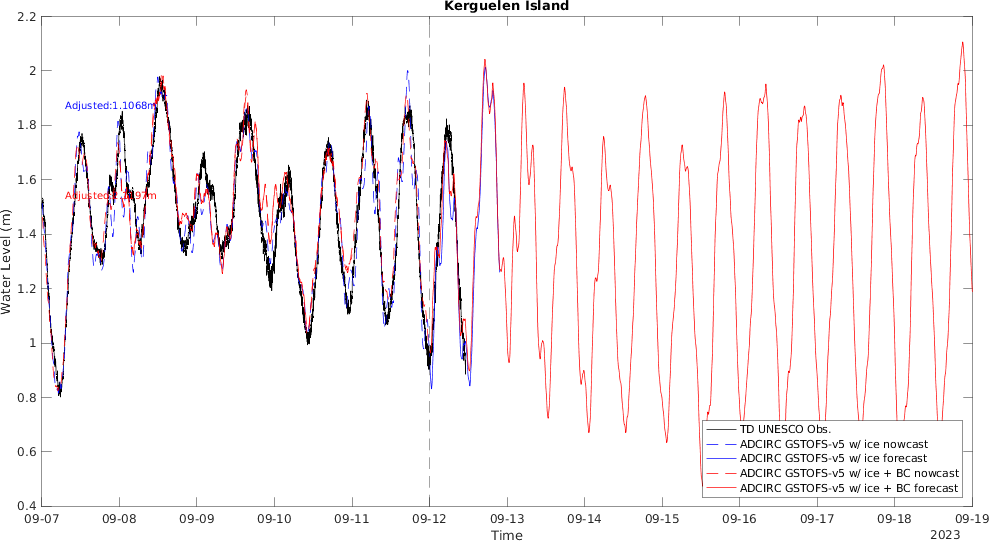 Kerguelen Island
2.2
2
1.8
1.6
1.4
1.2
1
0.8
0.6
0.4
Water Level (m)
Adjusted:1.1068m
TD UNESCO Obs.
ADCIRC GSTOFS-v5 w/ ice nowcast
ADCIRC GSTOFS-v5 w/ ice forecast
ADCIRC GSTOFS-v5 w/ ice + BC nowcast
ADCIRC GSTOFS-v5 w/ ice + BC forecast
09-07 09-08 09-09 09-10 09-11 09-12 09-13 09-14 09-15 09-16 09-17 09-18 09-19
Time
2023